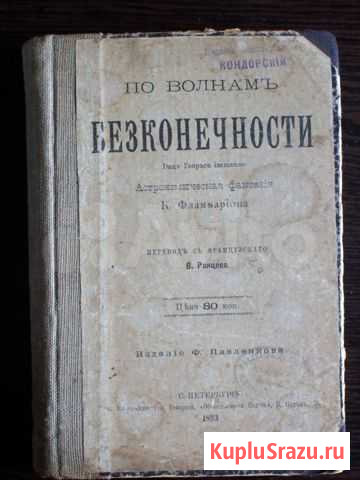 КОНДОРСКІЙ
ПО ВОЛНАМЪ
БЕЗКОНЕЧНОСТИ
Астрономическая фантазія
К. Фламмаріона
ПЕРЕВОДЪ СЪ ФРАНЦУЗСКАГО
В. Ранцова
Цѣна 80 коп.
Изданіе Ф. Павленкова
С.-ПЕТЕРБУРГЪ
1893
KupluSrazu.ru